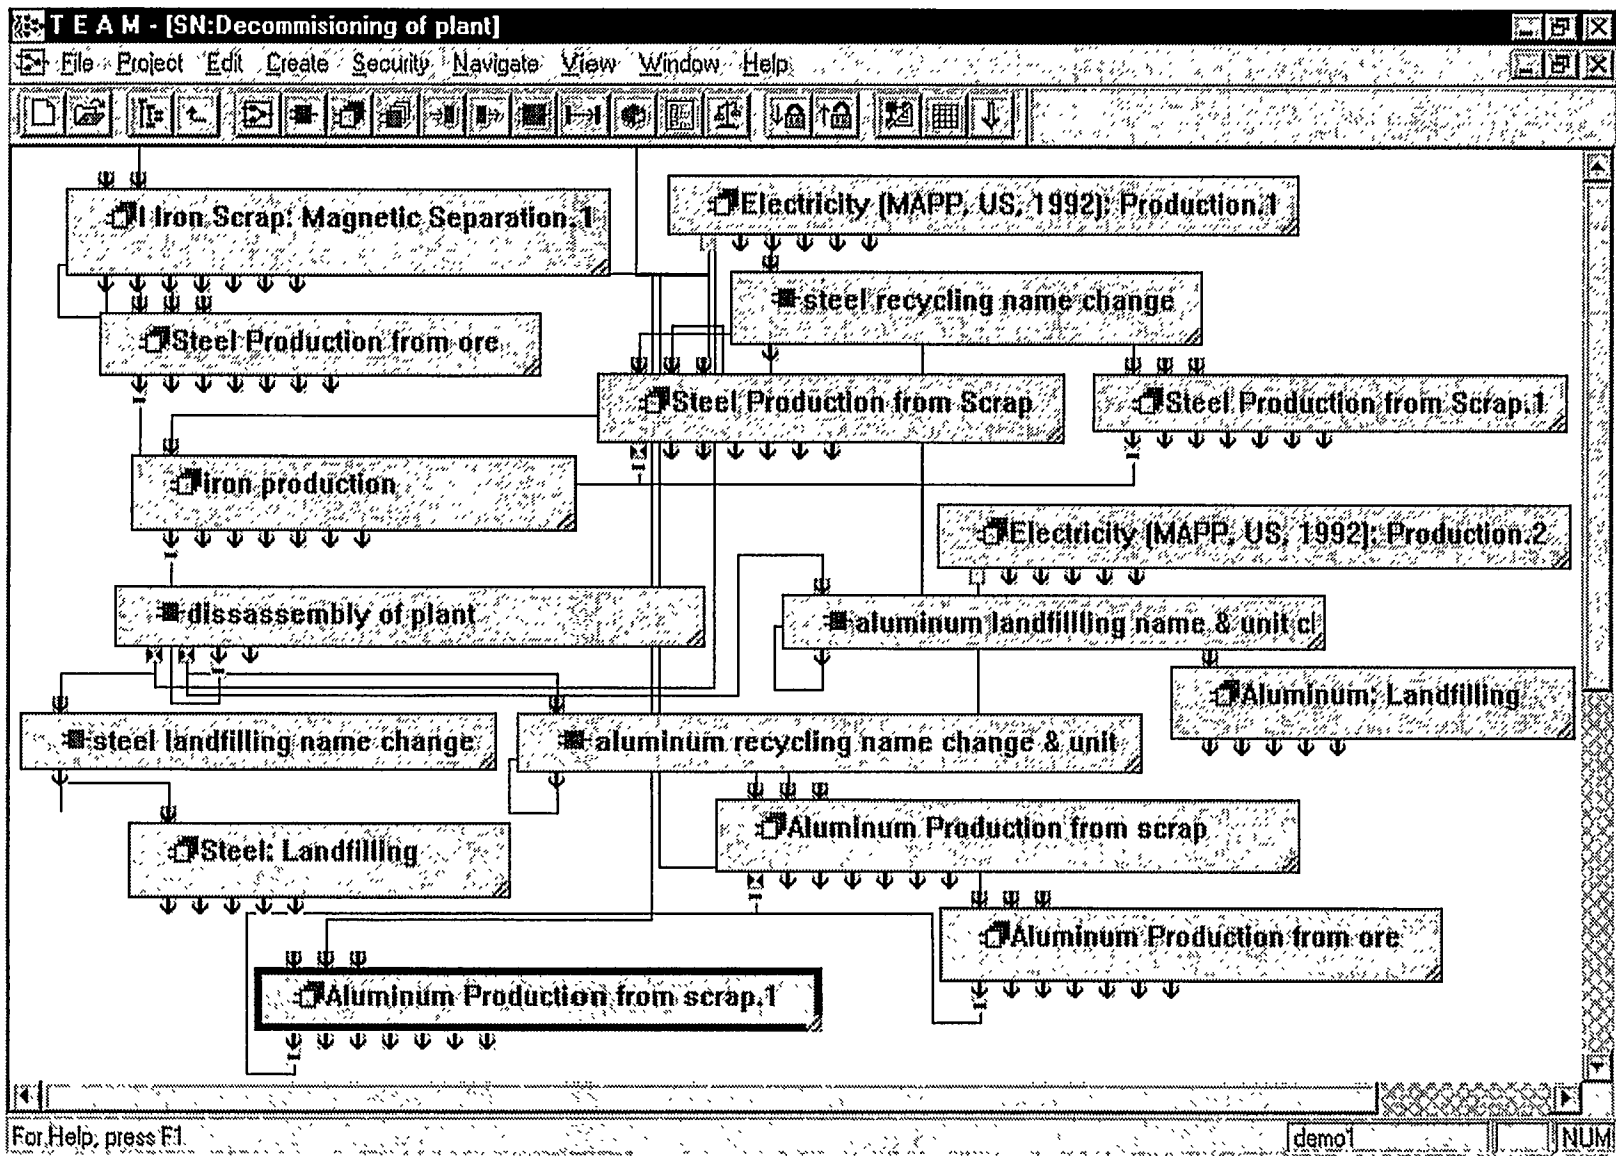 T E A M - [SN:Decommisioning of plant]
File Project Edit Create Security Navigate View Window Help
I Iron Scrap: Magnetic Separation.1
Electricity (MAPP, US, 1992): Production.1
steel recycling name change
Steel Production from ore
Steel Production from Scrap
Steel Production from Scrap.1
iron production
Electricity (MAPP, US, 1992): Production.2
dissassembly of plant
aluminum landfillling name & unit cl
Aluminum: Landfilling
steel landfilling name change
aluminum recycling name change & unit
Aluminum Production from scrap
Steel: Landfilling
Aluminum Production from ore
Aluminum Production from scrap.1
For Help, press F1
demo1
NUM